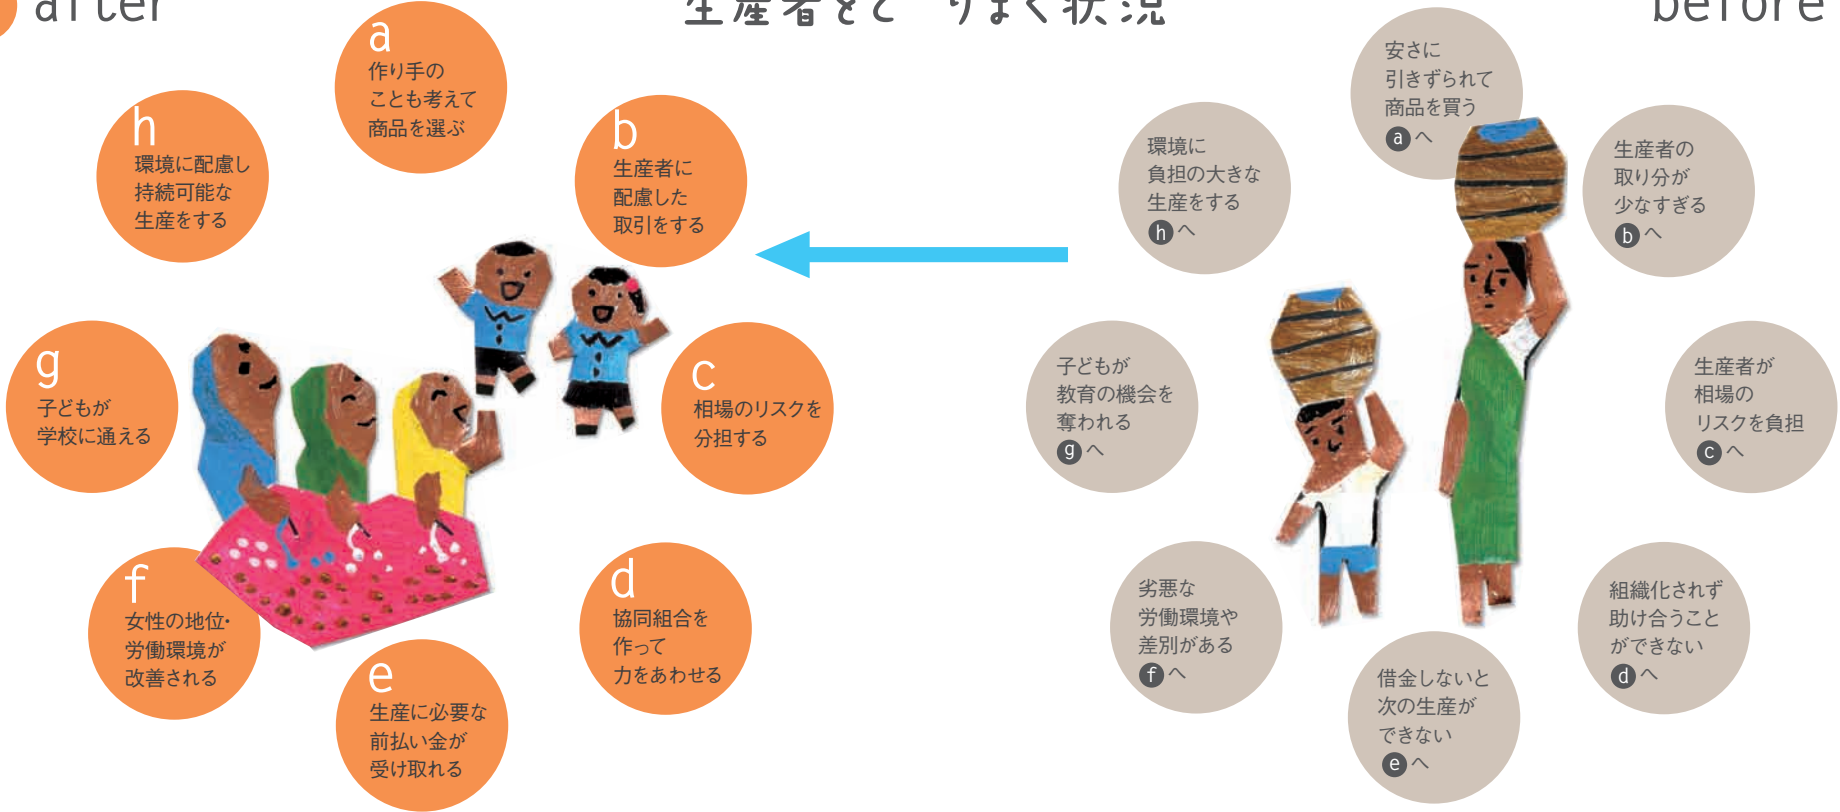 after
生産者をとりまく状況
before
a
作り手の
ことも考えて
商品を選ぶ
b
生産者に
配慮した
取引をする
c
相場のリスクを
分担する
d
協同組合を
作って
力をあわせる
e
生産に必要な
前払い金が
受け取れる
f
女性の地位・
労働環境が
改善される
g
子どもが
学校に通える
h
環境に配慮し
持続可能な
生産をする
安さに
引きずられて
商品を買う
aへ
生産者の
取り分が
少なすぎる
bへ
生産者が
相場の
リスクを負担
cへ
組織化されず
助け合うこと
ができない
dへ
借金しないと
次の生産が
できない
eへ
劣悪な
労働環境や
差別がある
fへ
子どもが
教育の機会を
奪われる
gへ
環境に
負担の大きな
生産をする
hへ